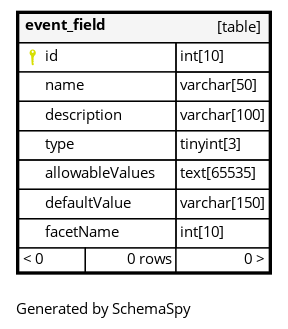 event_field [table]
id int[10]
name varchar[50]
description varchar[100]
type tinyint[3]
allowableValues text[65535]
defaultValue varchar[150]
facetName int[10]
< 0 0 rows 0 >
Generated by SchemaSpy